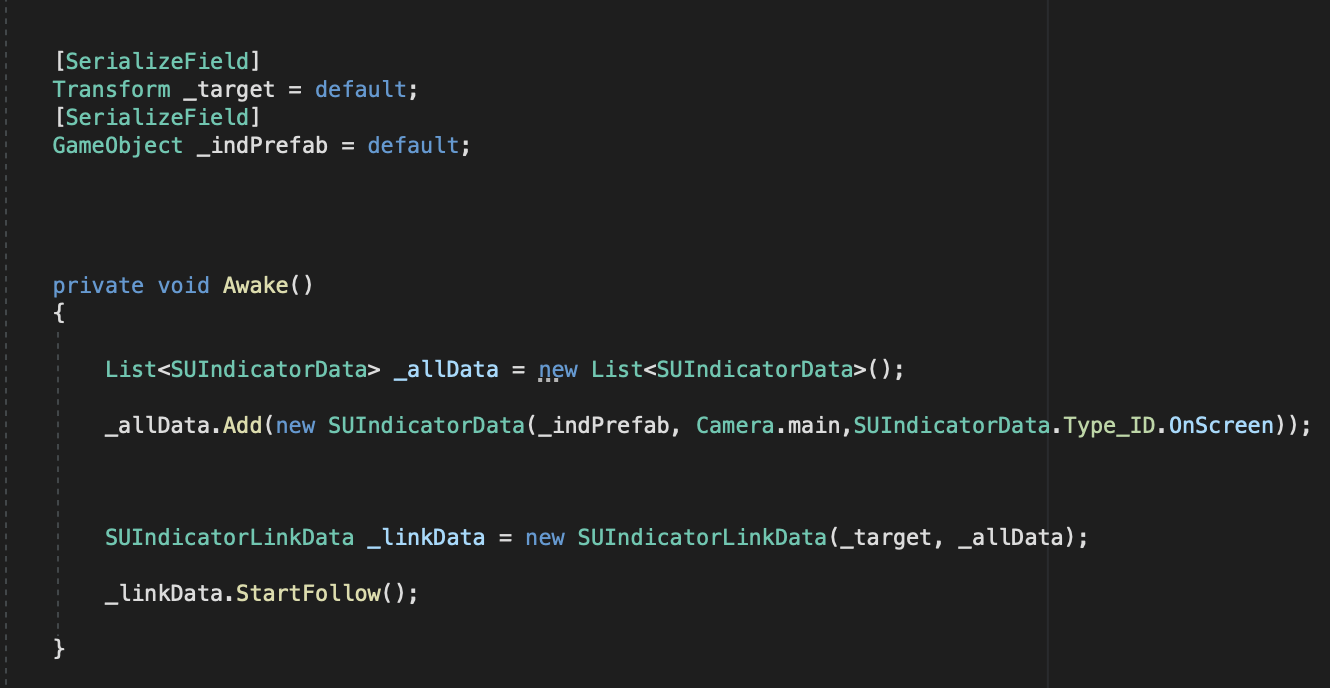 [SerializeField]
Transform _target = default;
[SerializeField]
GameObject _indPrefab = default;
private void Awake()
{
List<SUIndicatorData> _allData = new List<SUIndicatorData>();
_allData.Add(new SUIndicatorData(_indPrefab, Camera.main,SUIndicatorData.Type_ID.OnScreen));
SUIndicatorLinkData _linkData = new SUIndicatorLinkData(_target, _allData);
_linkData.StartFollow();
}